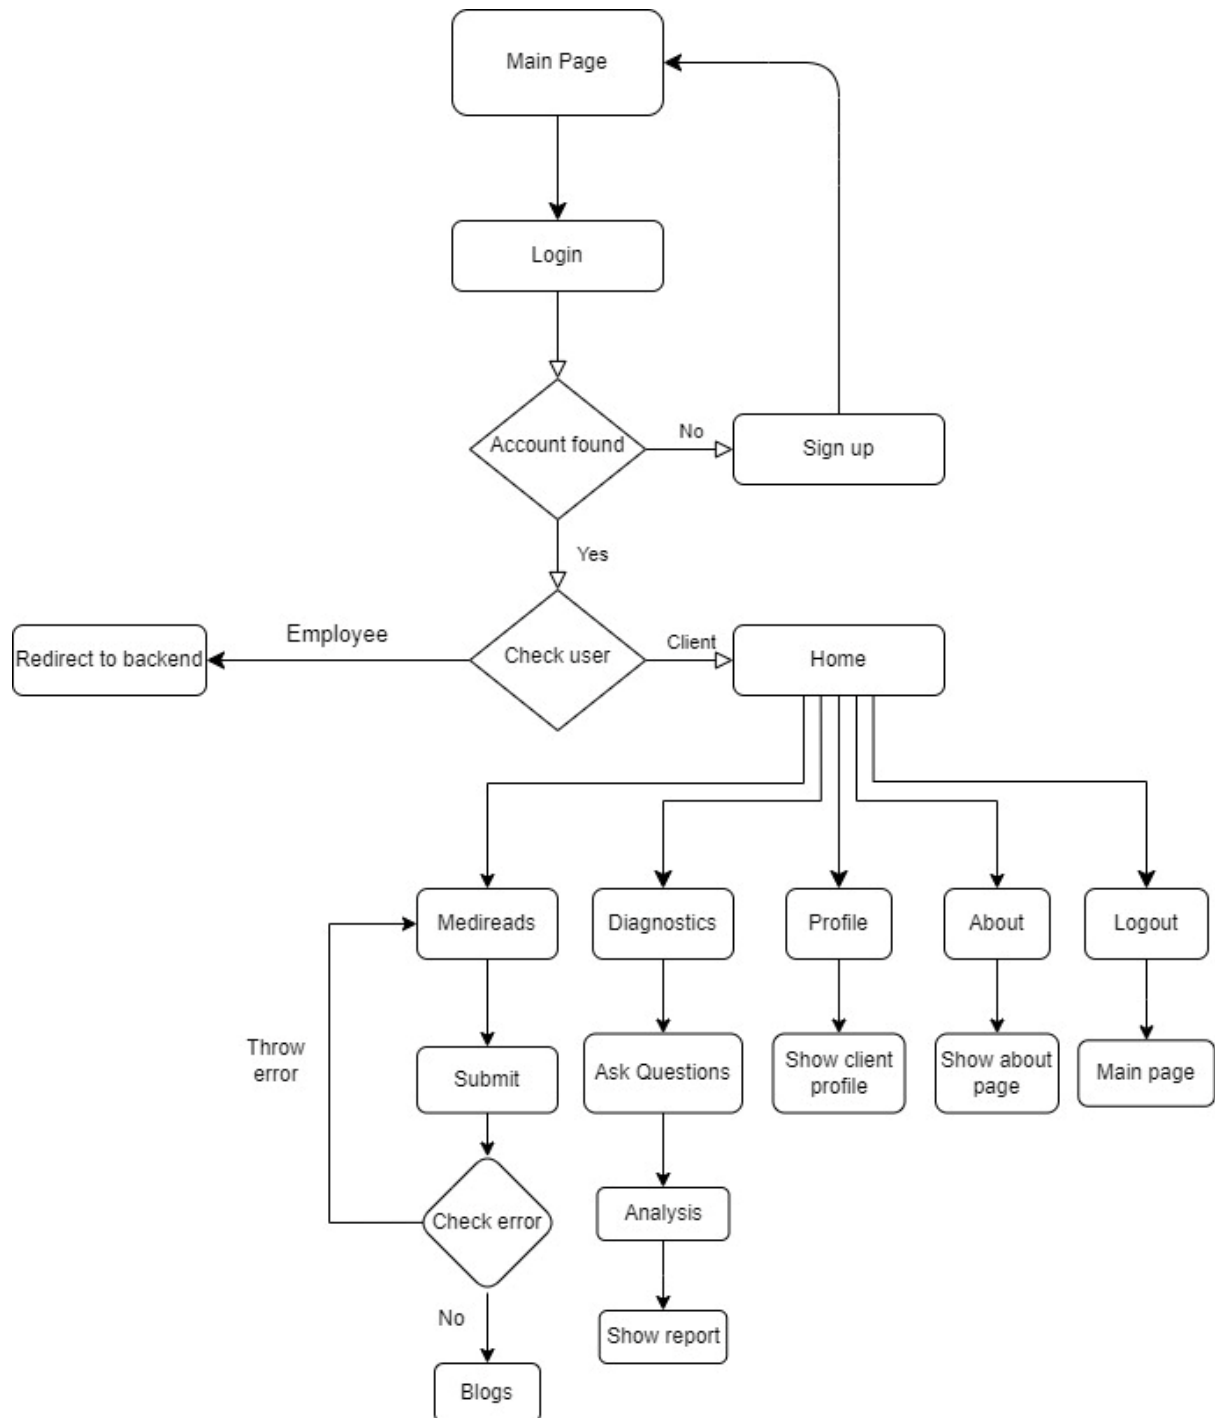 Main Page
Login
Account found
No
Sign up
Yes
Employee
Redirect to backend
Check user
Client
Home
Medireads
Diagnostics
Profile
About
Logout
Throw
error
Submit
Ask Questions
Show client
profile
Show about
page
Main page
Check error
Analysis
No
Show report
Blogs